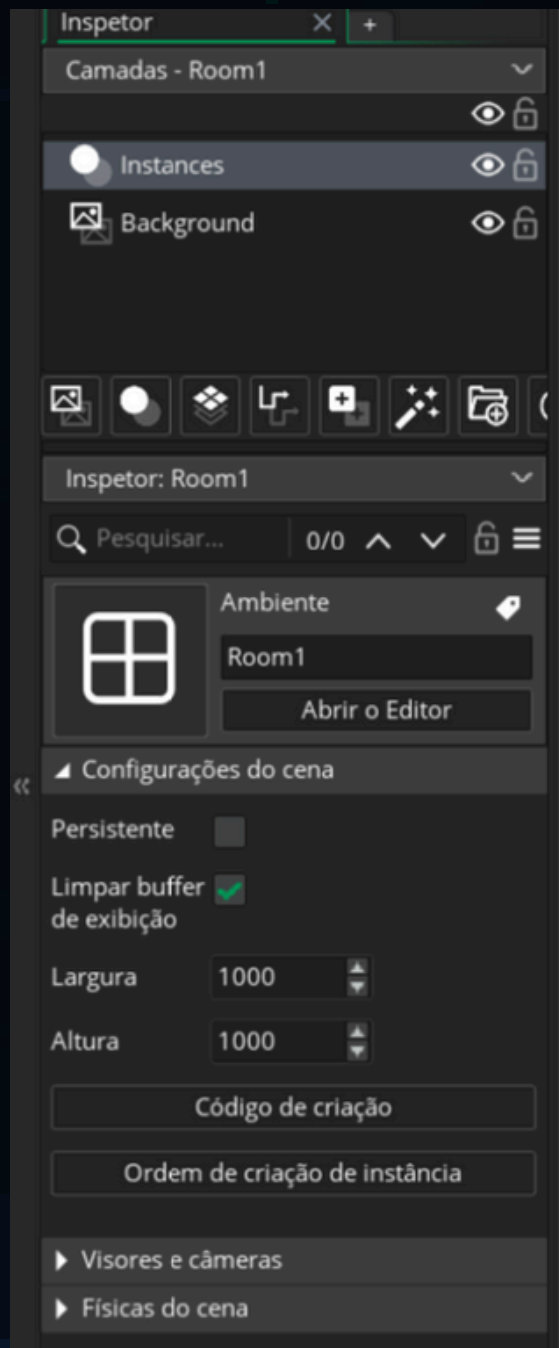 Inspetor
Camadas - Room1
Instances
Background
Inspetor: Room1
Pesquisar... 0/0
Ambiente
Room1
Abrir o Editor
Configurações do cena
Persistente
Limpar buffer
de exibição
Largura 1000
Altura 1000
Código de criação
Ordem de criação de instância
Visores e câmeras
Físicas do cena